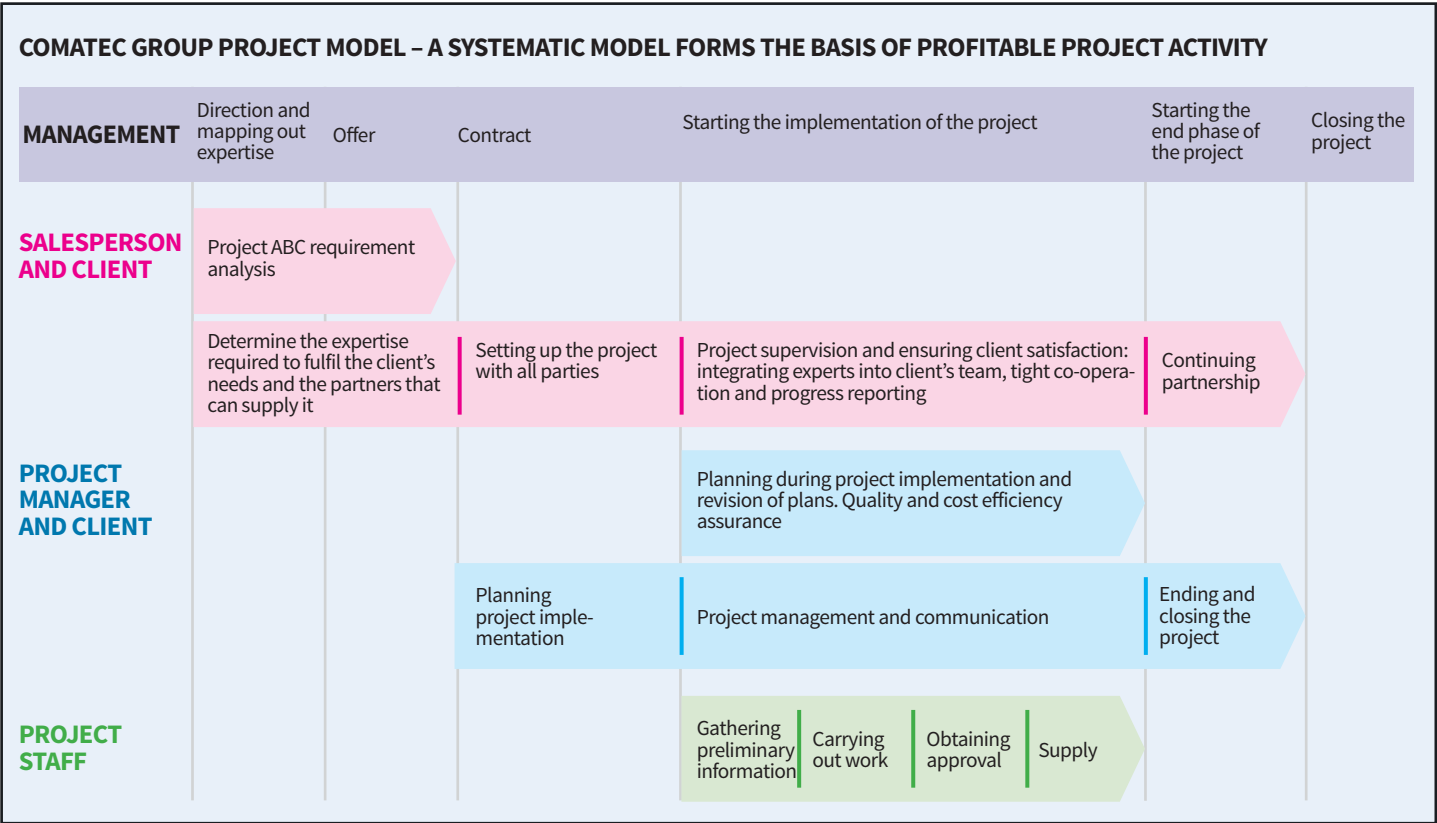 COMATEC GROUP PROJECT MODEL – A SYSTEMATIC MODEL FORMS THE BASIS OF PROFITABLE PROJECT ACTIVITY
MANAGEMENT
Direction and
mapping out
expertise
Offer
Contract
Starting the implementation of the project
Starting the
end phase of
the project
Closing the
project
SALESPERSON
AND CLIENT
Project ABC requirement
analysis
Determine the expertise
required to fulfil the client’s
needs and the partners that
can supply it
Setting up the project
with all parties
Project supervision and ensuring client satisfaction:
integrating experts into client’s team, tight co-opera-
tion and progress reporting
Continuing
partnership
PROJECT
MANAGER
AND CLIENT
Planning during project implementation and
revision of plans. Quality and cost efficiency
assurance
Planning
project imple-
mentation
Project management and communication
Ending and
closing the
project
PROJECT
STAFF
Gathering
preliminary
information
Carrying
out work
Obtaining
approval
Supply